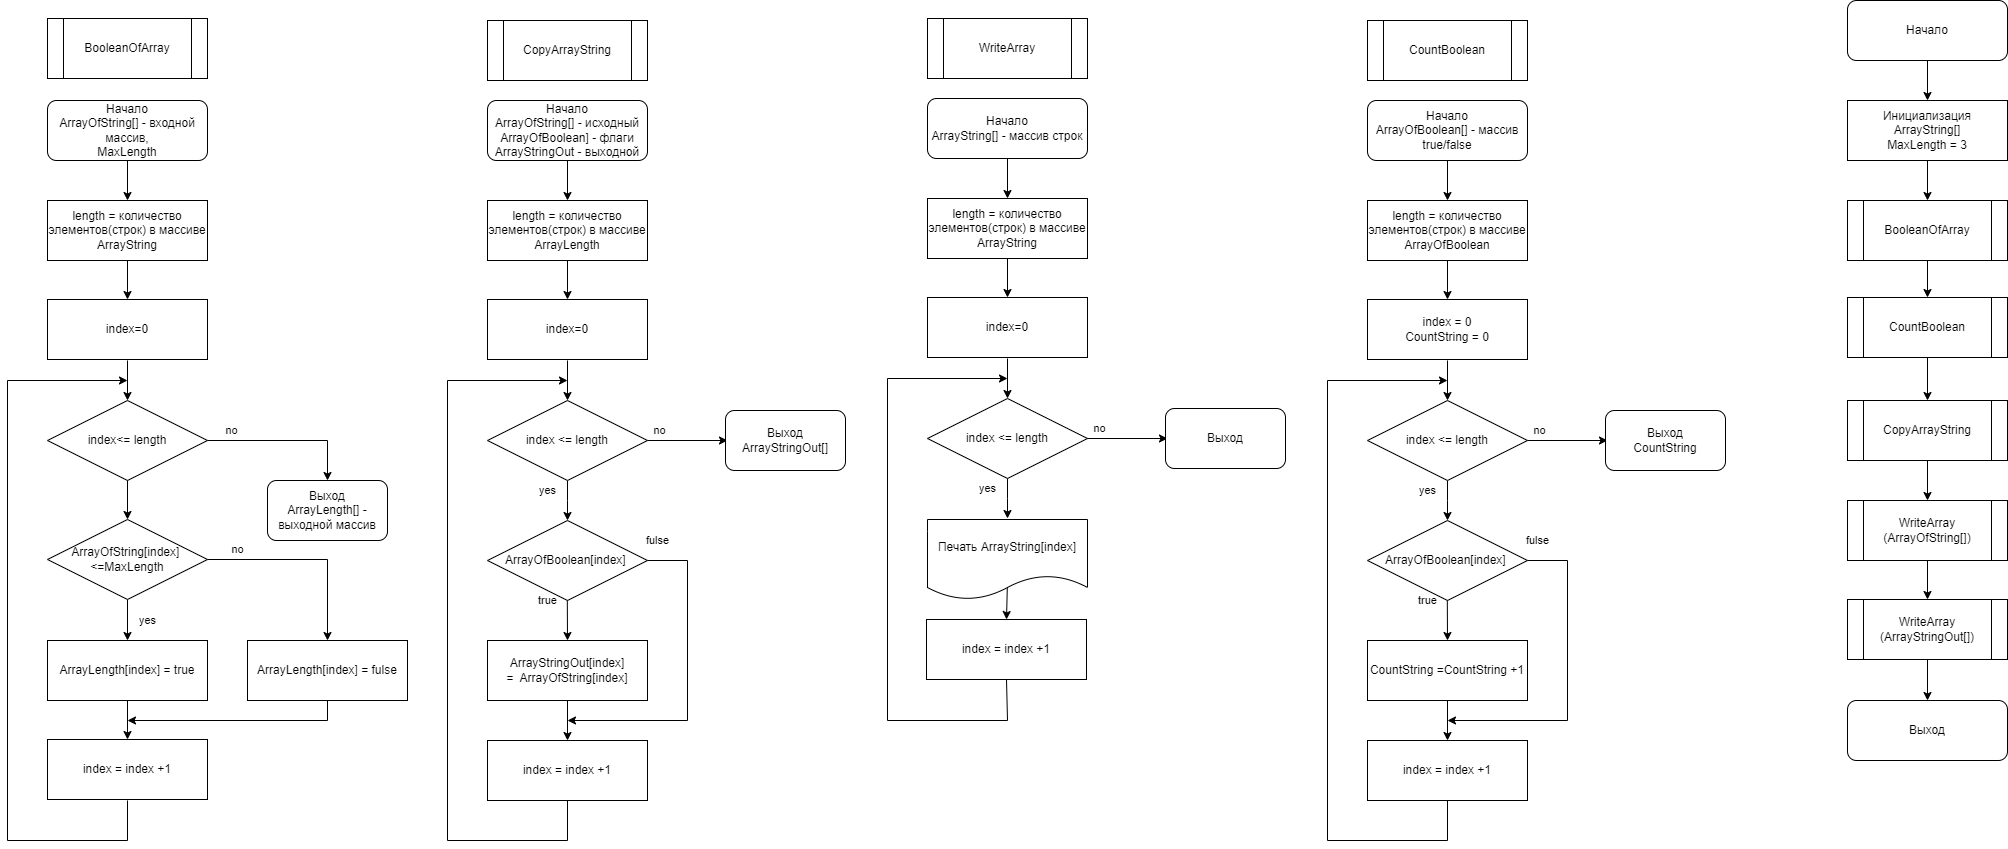 BooleanOfArray
Начало
ArrayOfString[] - входной
массив,
MaxLength
length = количество
элементов(строк) в массиве
ArrayString
index=0
index<= length
no
Выход
ArrayLength[] -
выходной массив
ArrayOfString[index]
<=MaxLength
no
yes
ArrayLength[index] = true
ArrayLength[index] = fulse
index = index +1
CopyArrayString
Начало
ArrayOfString[] - исходный
ArrayOfBoolean] - флаги
ArrayStringOut - выходной
length = количество
элементов(строк) в массиве
ArrayLength
index=0
index <= length
no
Выход
ArrayStringOut[]
yes
ArrayOfBoolean[index]
fulse
true
ArrayStringOut[index]
= ArrayOfString[index]
index = index +1
WriteArray
Начало
ArrayString[] - массив строк
length = количество
элементов(строк) в массиве
ArrayString
index=0
index <= length
no
Выход
yes
Печать ArrayString[index]
index = index +1
CountBoolean
Начало
ArrayOfBoolean[] - массив
true/false
length = количество
элементов(строк) в массиве
ArrayOfBoolean
index = 0
CountString = 0
index <= length
no
Выход
CountString
yes
ArrayOfBoolean[index]
fulse
true
CountString =CountString +1
index = index +1
Начало
Инициализация
ArrayString[]
MaxLength = 3
BooleanOfArray
CountBoolean
CopyArrayString
WriteArray
(ArrayOfString[])
WriteArray
(ArrayStringOut[])
Выход